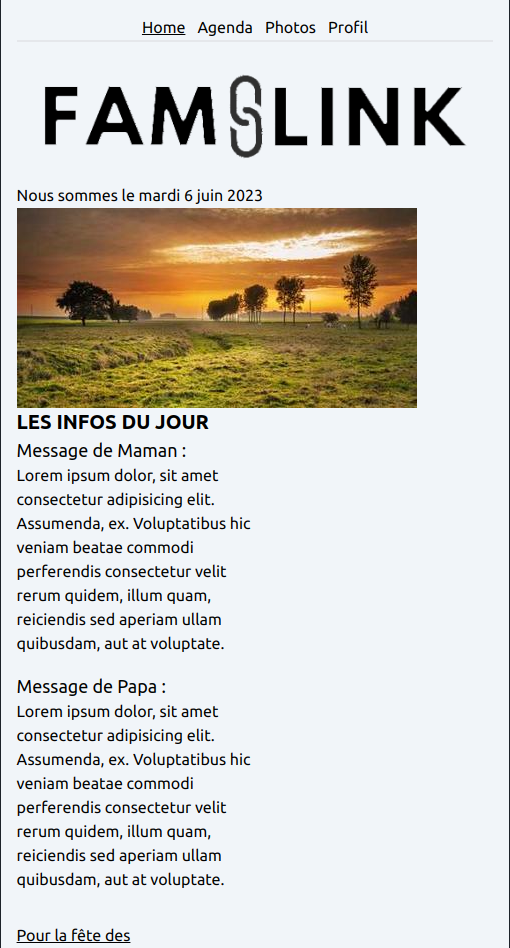 Home Agenda Photos Profil
FAM LINK
Nous sommes le mardi 6 juin 2023
LES INFOS DU JOUR
Message de Maman :
Lorem ipsum dolor, sit amet
consectetur adipisicing elit.
Assumenda, ex. Voluptatibus hic
veniam beatae commodi
perferendis consectetur velit
rerum quidem, illum quam,
reiciendis sed aperiam ullam
quibusdam, aut at voluptate.
Message de Papa :
Lorem ipsum dolor, sit amet
consectetur adipisicing elit.
Assumenda, ex. Voluptatibus hic
veniam beatae commodi
perferendis consectetur velit
rerum quidem, illum quam,
reiciendis sed aperiam ullam
quibusdam, aut at voluptate.
Pour la fête des